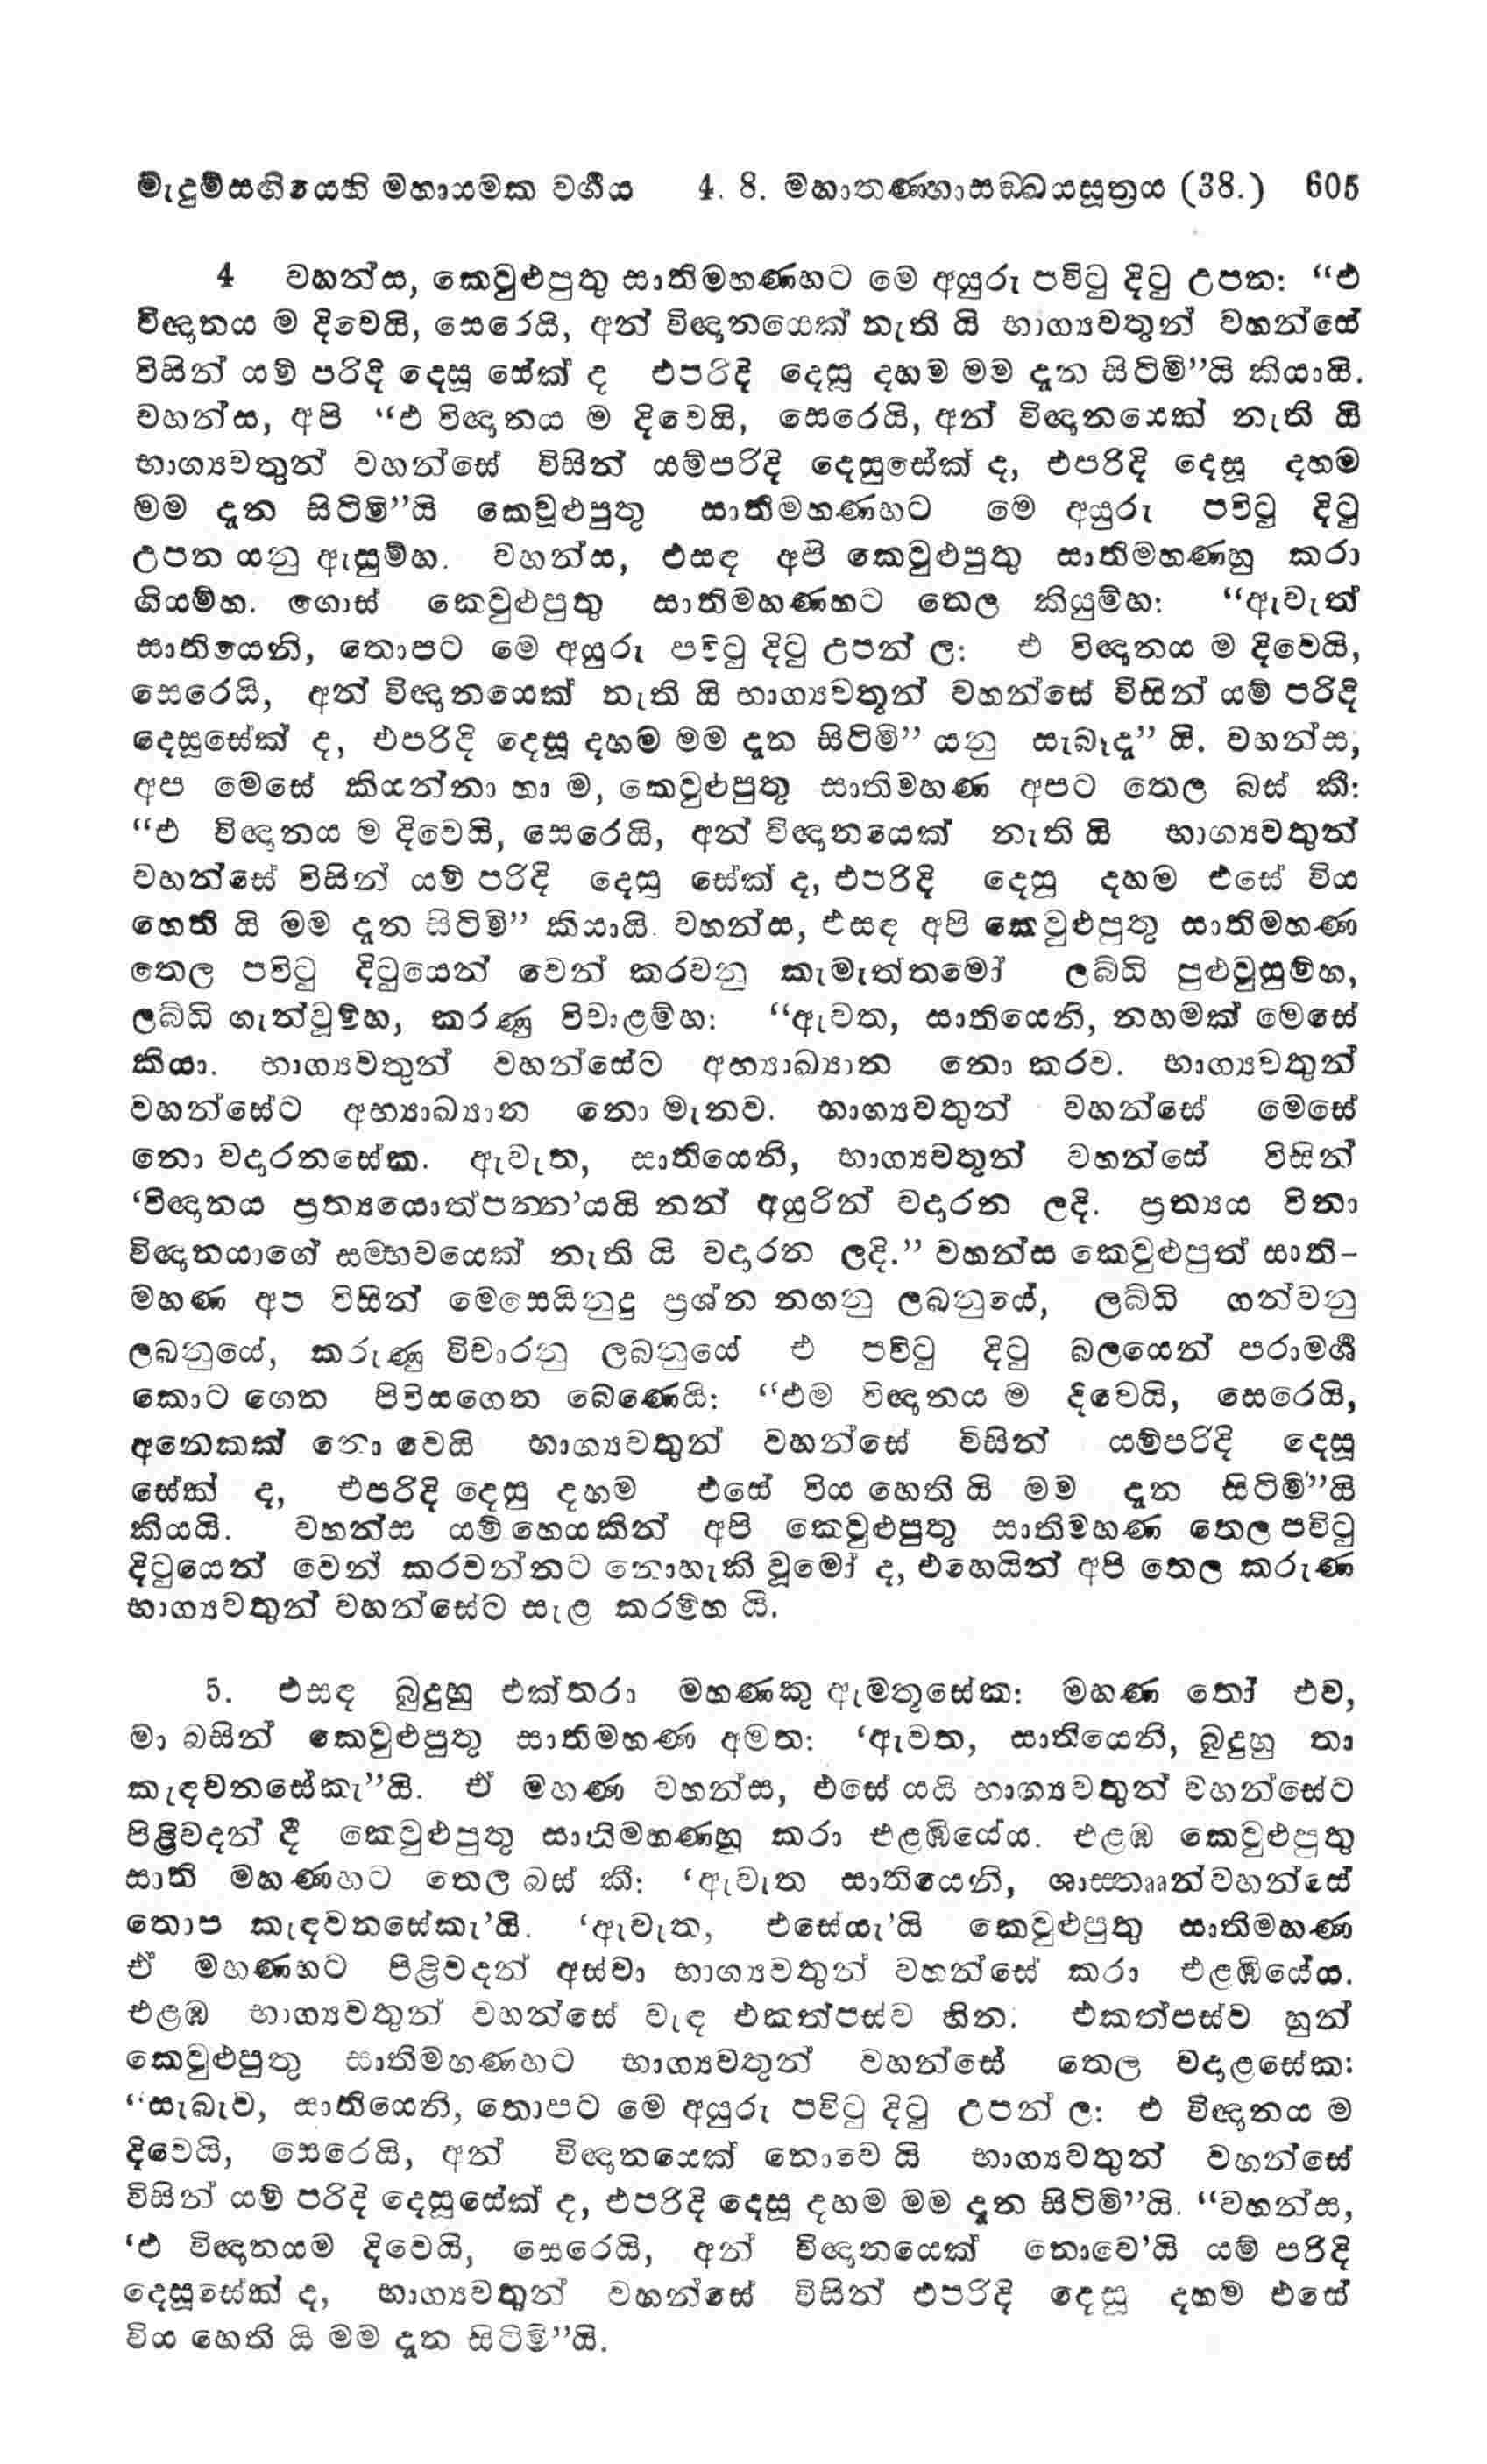 මැදුම්සඟියෙහි මහායමක වර්‍ගය 4. 8. මහාතණ්හාසඞ්ඛයසූත්‍රය (38.) 605
4 වහන්ස, කෙවුළුපුතු සාතිමහණහට මෙ අයුරු පවිටු දිටු උපන: “එ
විඥානය ම දිවෙයි, සෙරෙයි, අන් විඥානයෙක් නැති යි භාග්‍යවතුන් වහන්සේ
විසින් යම් පරිදි දෙසූ සේක් ද එපරිදි දෙසූ දහම මම දැන සිටිමි”යි කියායි.
වහන්ස, අපි “එ විඥානය ම දිවෙයි, සෙරෙයි, අන් විඥානයෙක් නැති යි
භාග්‍යවතුන් වහන්සේ විසින් යම්පරිදි දෙසූසේක් ද, එපරිදි දෙසූ දහම
මම දැන සිටිමි”යි කෙවුළුපුතු සාතිමහණහට මෙ අයුරු පවිටු දිටු
උපන යනු ඇසුම්හ. වහන්ස, එසඳ අපි කෙවුළුපුතු සාතිමහණහු කරා
ගියම්හ. ගොස් කෙවුළුපුතු සාතිමහණහට තෙල කියුම්හ: “ඇවැත්
සාතියෙනි, තොපට මෙ අයුරු පවිටු දිටු උපන් ල: එ විඥානය ම දිවෙයි,
සෙරෙයි, අන් විඥානයෙක් නැති යි භාග්‍යවතුන් වහන්සේ විසින් යම් පරිදි
දෙසූසේක් ද, එපරිදි දෙසූ දහම මම දැන සිටිමි” යනු සැබෑදැ” යි. වහන්ස,
අප මෙසේ කියන්නා හා ම, කෙවුළුපුතු සාතිමහණ අපට තෙල බස් කී:
“එ විඥානය ම දිවෙයි, සෙරෙයි, අන් විඥානයෙක් නැති යි භාග්‍යවතුන්
වහන්සේ විසින් යම් පරිදි දෙසූ සේක් ද, එපරිදි දෙසූ දහම එසේ විය
හෙති යි මම දැන සිටිමි” කියායි. වහන්ස, එසඳ අපි කෙවුළුපුතු සාතිමහණ
තෙල පවිටු දිටුයෙන් වෙන් කරවනු කැමැත්තමෝ ලබ්ධි පුළුවුසුම්හ,
ලබ්ධි ගැන්වූම්හ, කරණු විචාළම්හ: “ඇවත, සාතියෙනි, නහමක් මෙසේ
කියා. භාග්‍යවතුන් වහන්සේට අභ්‍යාඛ්‍යාන නො කරව. භාග්‍යවතුන්
වහන්සේට අභ්‍යාඛ්‍යාන නො මැනව. භාග්‍යවතුන් වහන්සේ මෙසේ
නො වදාරනසේක. ඇවැත, සාතියෙනි, භාග්‍යවතුන් වහන්සේ විසින්
‘විඥානය ප්‍රත්‍යයොත්පන්න’යයි නන් අයුරින් වදාරන ලදි. ප්‍රත්‍යය විනා
විඥානයාගේ සම්භවයෙක් නැති යි වදාරන ලදි.” වහන්ස කෙවුළුපුත් සාති-
මහණ අප විසින් මෙසෙයිනුදු ප්‍රශ්න නගනු ලබනුයේ, ලබ්ධි ගන්වනු
ලබනුයේ, කරුණු විචාරනු ලබනුයේ එ පවිටු දිටු බලයෙන් පරාමර්‍ශ
කොට ගෙන පිවිසගෙන බෙණෙයි: “එම විඥානය ම දිවෙයි, සෙරෙයි,
අනෙකක් නො වෙයි භාග්‍යවතුන් වහන්සේ විසින් යම්පරිදි දෙසූ
සේක් ද, එපරිදි දෙසූ දහම එසේ විය හෙති යි මම දැන සිටිමි”යි
කියයි. වහන්ස යම් හෙයකින් අපි කෙවුළුපුතු සාතිමහණ තෙල පවිටු
දිටුයෙන් වෙන් කරවන්නට නොහැකි වූමෝ ද, එහෙයින් අපි තෙල කරුණ
භාග්‍යවතුන් වහන්සේට සැළ කරම්හ යි.
5. එසඳ බුදුහු එක්තරා මහණකු ඇමතූසේක: මහණ තෝ එව,
මා බසින් කෙවුළුපුතු සාතිමහණ අමත: ‘ඇවත, සාතියෙනි, බුදුහු තා
කැඳවනසේකැ”යි. ඒ මහණ වහන්ස, එසේ යයි භාග්‍යවතුන් වහන්සේට
පිළිවදන් දී කෙවුළුපුතු සාතිමහණහු කරා එළඹියේය. එළඹ කෙවුළුපුතු
සාති මහණහට තෙල බස් කී: ‘ඇවැත සාතියෙනි, ශාස්තෲන්වහන්සේ
තොප කැඳවනසේකැ’යි. ‘ඇවැත, එසේයැ’යි කෙවුළුපුතු සාතිමහණ
ඒ මහණහට පිළිවදන් අස්වා භාග්‍යවතුන් වහන්සේ කරා එළඹියේය.
එළඹ භාග්‍යවතුන් වහන්සේ වැඳ එකත්පස්ව හින. එකත්පස්ව හුන්
කෙවුළුපුතු සාතිමහණහට භාග්‍යවතුන් වහන්සේ තෙල වදාළසේක:
“සැබැව, සාතියෙනි, තොපට මෙ අයුරු පවිටු දිටු උපන් ල: එ විඥානය ම
දිවෙයි, සෙරෙයි, අන් විඥානයෙක් නොවෙ යි භාග්‍යවතුන් වහන්සේ
විසින් යම් පරිදි දෙසූසේක් ද, එපරිදි දෙසූ දහම මම දැන සිටිමි”යි. “වහන්ස,
‘එ විඥානයම දිවෙයි, සෙරෙයි, අන් විඥානයෙක් නොවෙ’යි යම් පරිදි
දෙසූසේක් ද, භාග්‍යවතුන් වහන්සේ විසින් එපරිදි දෙසූ දහම එසේ
විය හෙති යි මම දැන සිටිමි”යි.